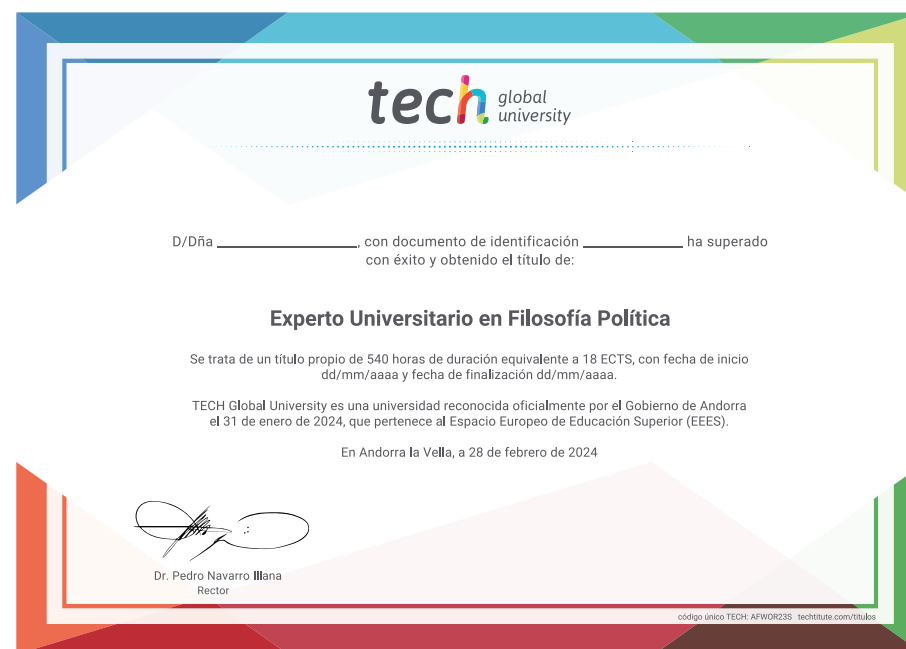 tech global
university
D/Dña ________________, con documento de identificación ____________ ha superado
con éxito y obtenido el título de:
Experto Universitario en Filosofía Política
Se trata de un título propio de 540 horas de duración equivalente a 18 ECTS, con fecha de inicio
dd/mm/aaaa y fecha de finalización dd/mm/aaaa.
TECH Global University es una universidad reconocida oficialmente por el Gobierno de Andorra
el 31 de enero de 2024, que pertenece al Espacio Europeo de Educación Superior (EEES).
En Andorra la Vella, a 28 de febrero de 2024
Dr. Pedro Navarro Illana
Rector
código único TECH: AFWOR23S techtitute.com/titulos